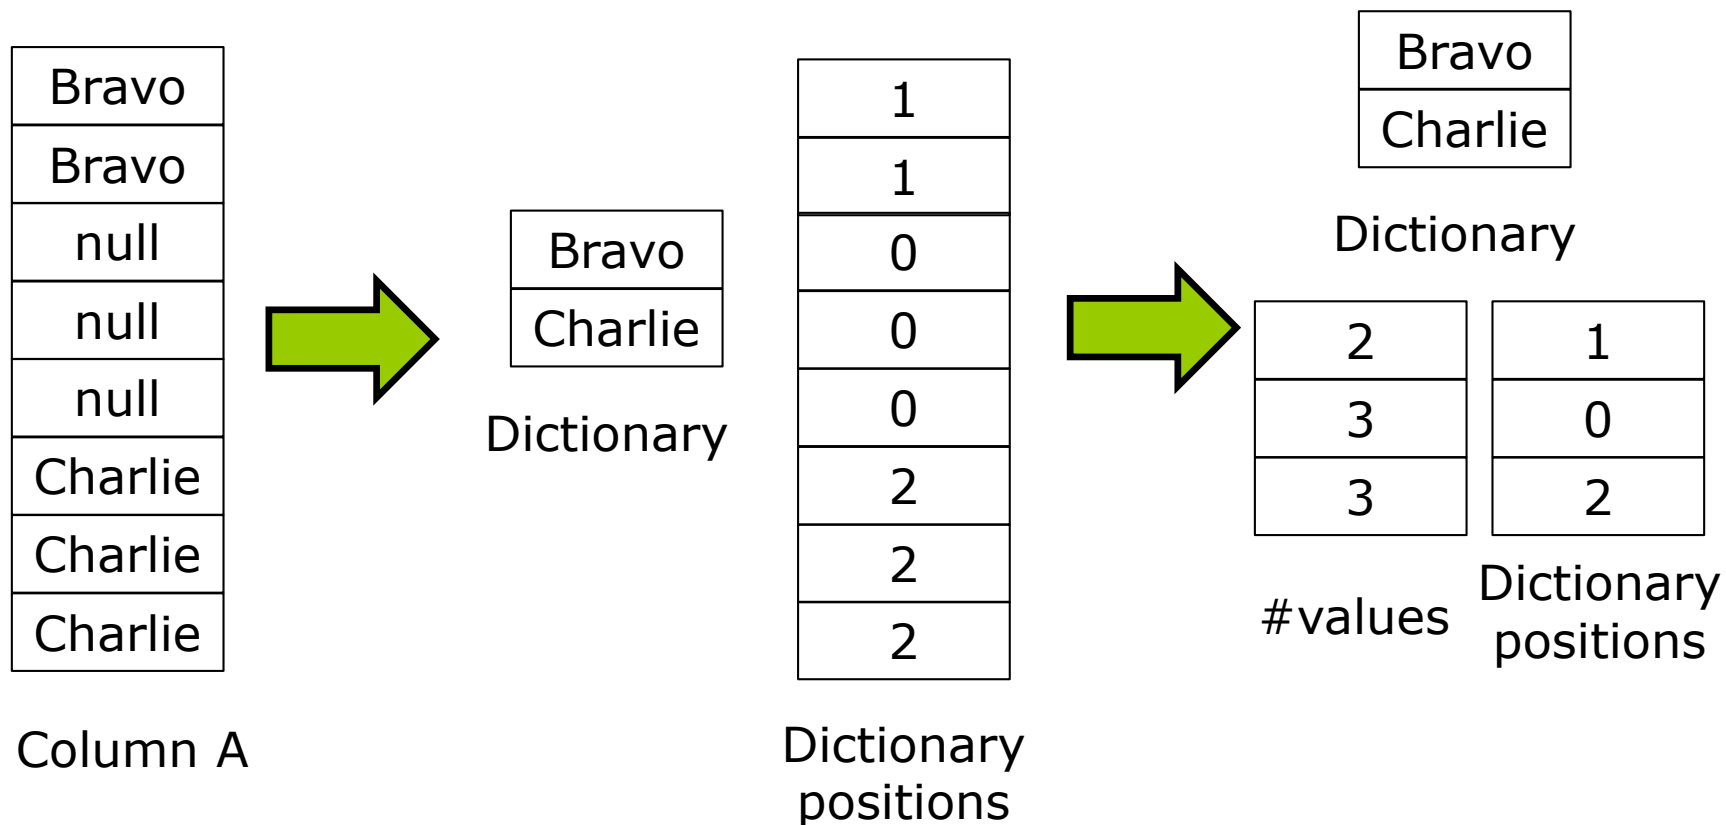 Bravo
Bravo
null
null
null
Charlie
Charlie
Charlie
Column A
Bravo
Charlie
Dictionary
1
1
0
0
0
2
2
2
Dictionary
positions
Bravo
Charlie
Dictionary
2
3
3
#values
1
0
2
Dictionary
positions